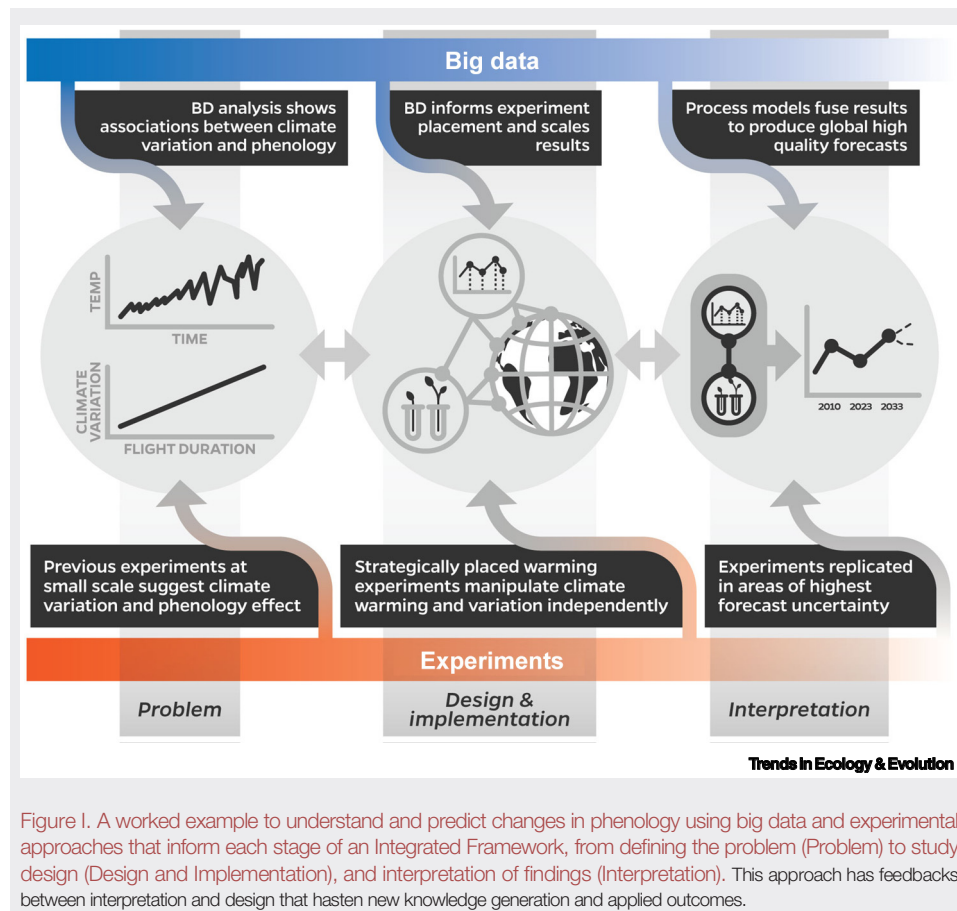 Big data
BD analysis shows
associations between climate
variation and phenology
BD informs experiment
placement and scales
results
Process models fuse results
to produce global high
quality forecasts
TEMP
TIME
CLIMATE
VARIATION
FLIGHT DURATION
2010 2023 2033
Previous experiments at
small scale suggest climate
variation and phenology effect
Strategically placed warming
experiments manipulate climate
warming and variation independently
Experiments replicated
in areas of highest
forecast uncertainty
Experiments
Problem
Design &
implementation
Interpretation
Trends in Ecology & Evolution
Figure I. A worked example to understand and predict changes in phenology using big data and experimental
approaches that inform each stage of an Integrated Framework, from defining the problem (Problem) to study
design (Design and Implementation), and interpretation of findings (Interpretation). This approach has feedbacks
between interpretation and design that hasten new knowledge generation and applied outcomes.